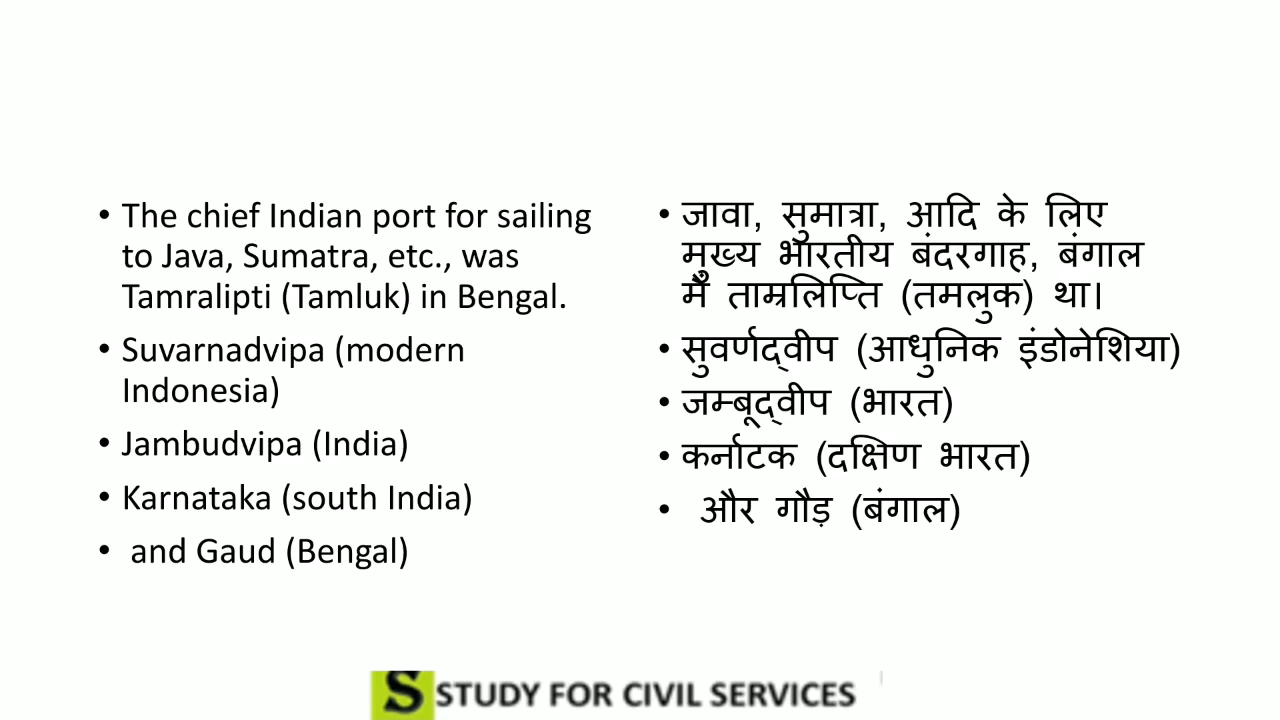 • The chief Indian port for sailing
to Java, Sumatra, etc., was
Tamralipti (Tamluk) in Bengal.
• Suvarnadvipa (modern
Indonesia)
• Jambudvipa (India)
• Karnataka (south India)
• and Gaud (Bengal)
• जावा, सुमात्रा, आदि के लिए
मुख्य भारतीय बंदरगाह, बंगाल
में ताम्रलिप्ति (तमलुक) था।
• सुवर्णद्वीप (आधुनिक इंडोनेशिया)
• जम्बूद्वीप (भारत)
• कर्नाटक (दक्षिण भारत)
• और गौड़ (बंगाल)
S STUDY FOR CIVIL SERVICES